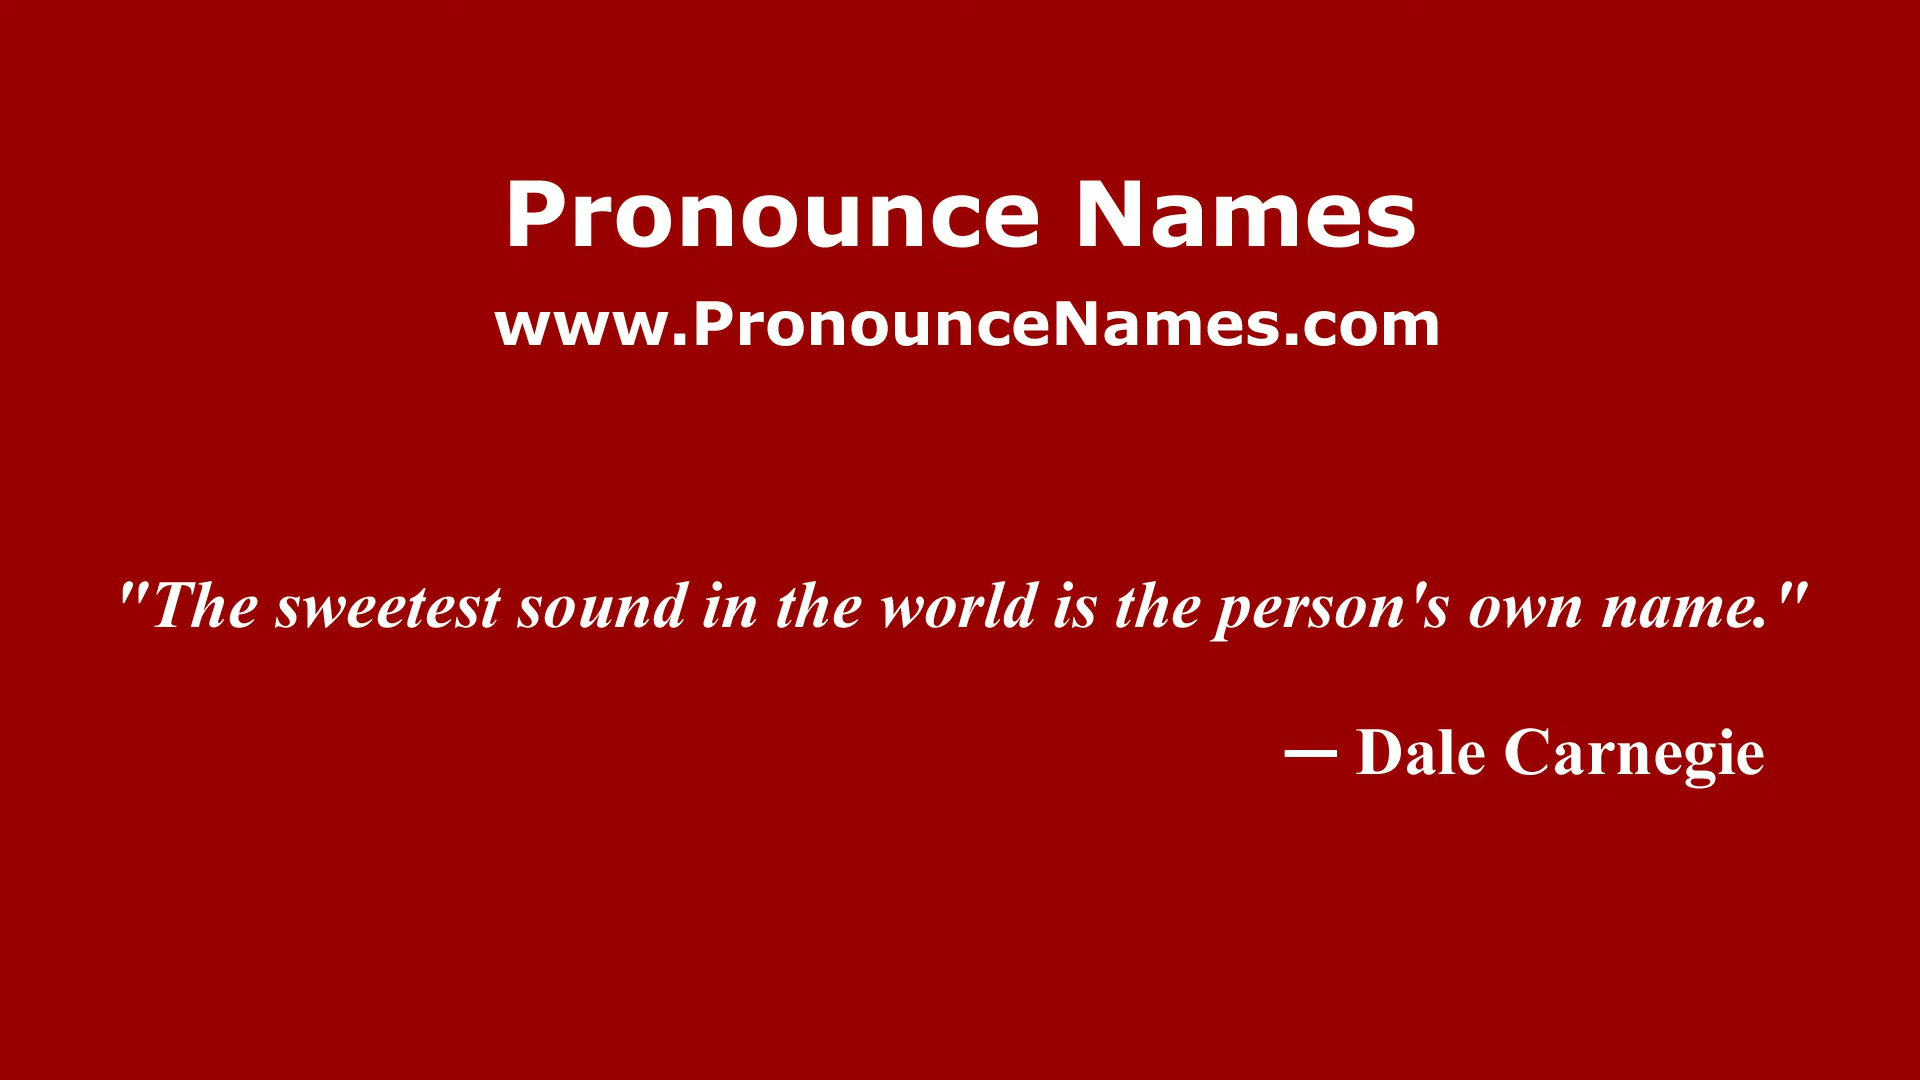 Pronounce Names
www.PronounceNames.com
"The sweetest sound in the world is the person's own name."
— Dale Carnegie